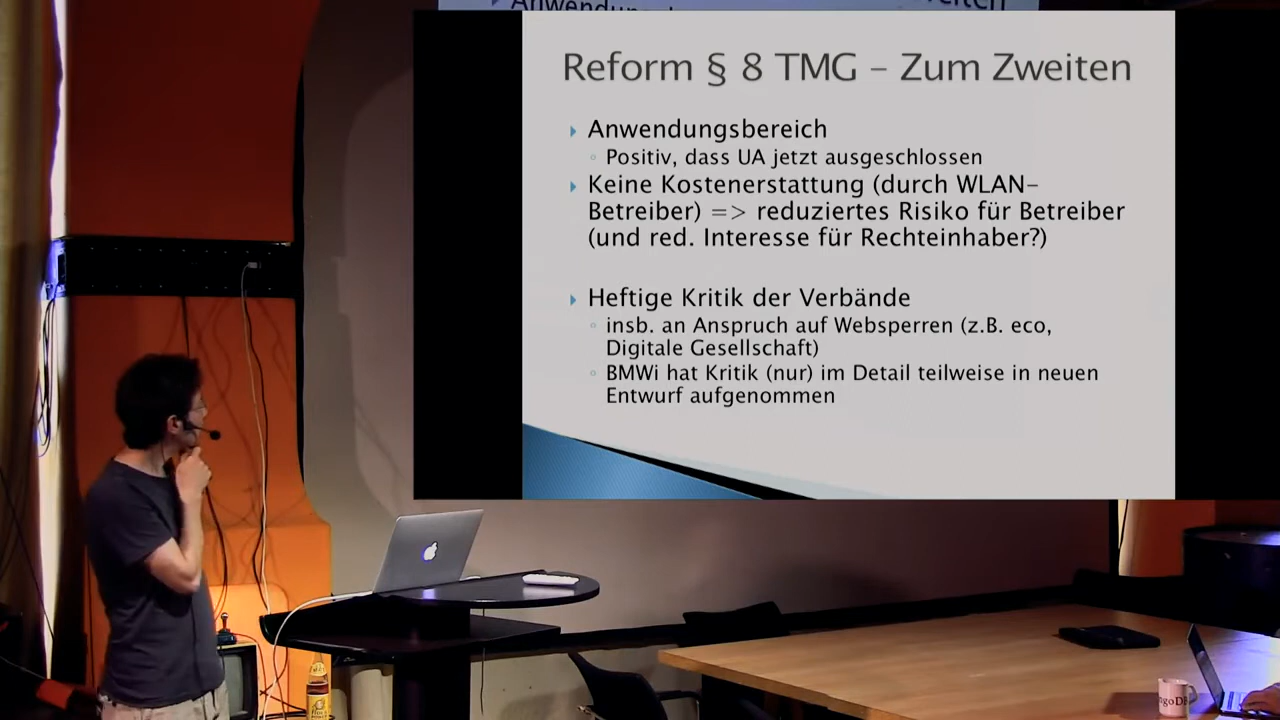 Reform § 8 TMG – Zum Zweiten
Anwendungsbereich
Positiv, dass UA jetzt ausgeschlossen
Keine Kostenerstattung (durch WLAN-
Betreiber) => reduziertes Risiko für Betreiber
(und red. Interesse für Rechteinhaber?)
Heftige Kritik der Verbände
insb. an Anspruch auf Websperren (z.B. eco,
Digitale Gesellschaft)
BMWi hat Kritik (nur) im Detail teilweise in neuen
Entwurf aufgenommen